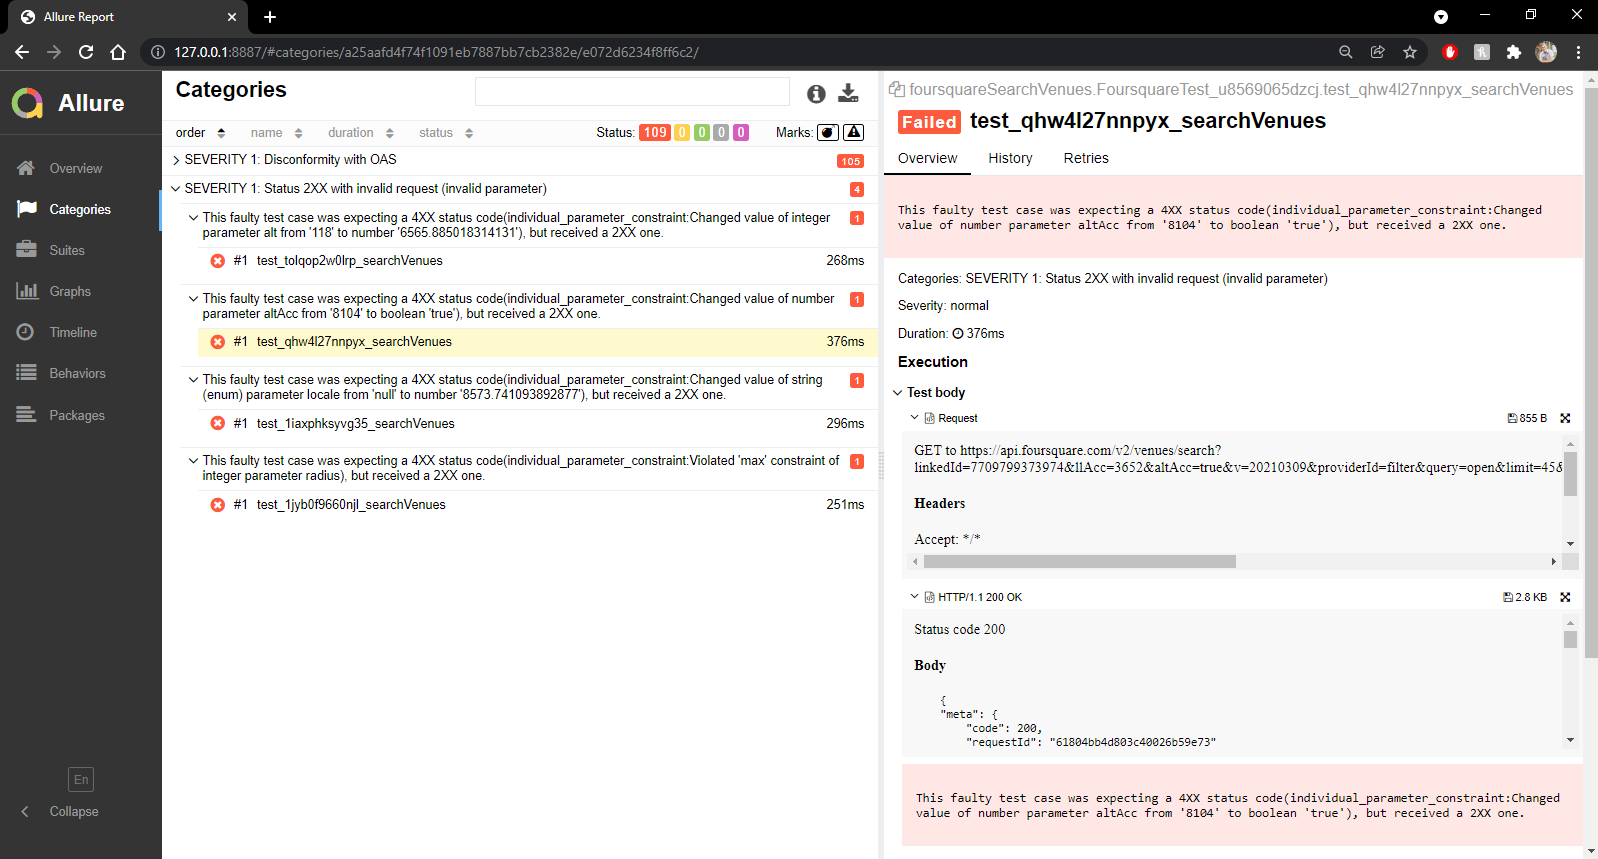 Allure Report
127.0.0.1:8887/#categories/a25aafd4f74f1091eb7887bb7cb2382e/e072d6234f8ff6c2/
Allure
Overview
Categories
Suites
Graphs
Timeline
Behaviors
Packages
En
Collapse
Categories
order name duration status
Status: 109 0 0 0 0 Marks:
SEVERITY 1: Disconformity with OAS 105
SEVERITY 1: Status 2XX with invalid request (invalid parameter) 4
This faulty test case was expecting a 4XX status code(individual_parameter_constraint:Changed value of integer 1
parameter alt from '118' to number '6565.885018314131'), but received a 2XX one.
#1 test_tolqop2w0lrp_searchVenues 268ms
This faulty test case was expecting a 4XX status code(individual_parameter_constraint:Changed value of number 1
parameter altAcc from '8104' to boolean 'true'), but received a 2XX one.
#1 test_qhw4l27nnpyx_searchVenues 376ms
This faulty test case was expecting a 4XX status code(individual_parameter_constraint:Changed value of string 1
(enum) parameter locale from 'null' to number '8573.741093892877'), but received a 2XX one.
#1 test_1iaxphksyvg35_searchVenues 296ms
This faulty test case was expecting a 4XX status code(individual_parameter_constraint:Violated 'max' constraint of 1
integer parameter radius), but received a 2XX one.
#1 test_1jyb0f9660njl_searchVenues 251ms
foursquareSearchVenues.FoursquareTest_u8569065dzcj.test_qhw4l27nnpyx_searchVenues
Failed test_qhw4l27nnpyx_searchVenues
Overview History Retries
This faulty test case was expecting a 4XX status code(individual_parameter_constraint:Changed
value of number parameter altAcc from '8104' to boolean 'true'), but received a 2XX one.
Categories: SEVERITY 1: Status 2XX with invalid request (invalid parameter)
Severity: normal
Duration: 376ms
Execution
Test body
Request 855 B
GET to https://api.foursquare.com/v2/venues/search?
linkedId=7709799373974&llAcc=3652&altAcc=true&v=20210309&providerId=filter&query=open&limit=45&
Headers
Accept: */*
HTTP/1.1 200 OK 2.8 KB
Status code 200
Body
{
"meta": {
"code": 200,
"requestId": "61804bb4d803c40026b59e73"
This faulty test case was expecting a 4XX status code(individual_parameter_constraint:Changed
value of number parameter altAcc from '8104' to boolean 'true'), but received a 2XX one.